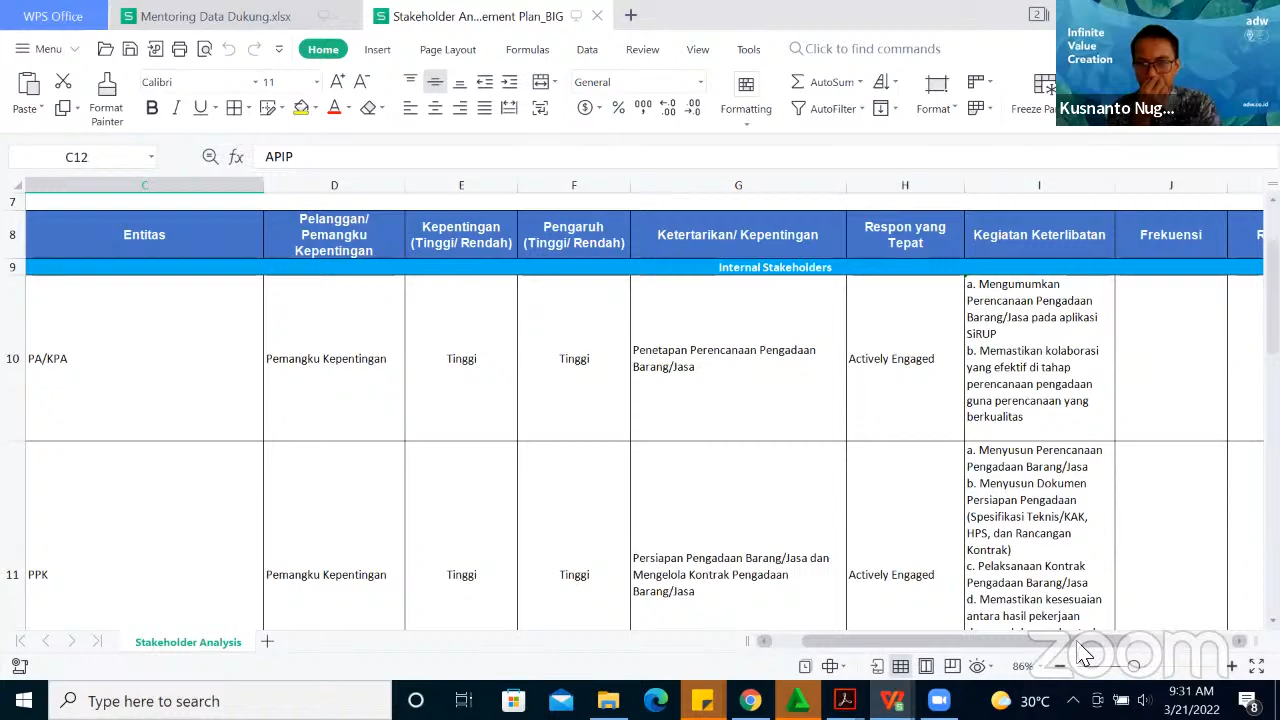 WPS Office
Mentoring Data Dukung.xlsx
Stakeholder An...ement Plan_BIG
Menu
Home
Insert
Page Layout
Formulas
Data
Review
View
Tools
Click to find commands
Paste
Format
Painter
Calibri
11
General
AutoSum
AutoFilter
Formatting
Format
Freeze Pa
Infinite
Value
Creation
adw
adw.co.id
Kusnanto Nug...
C12
fx
APIP
C D E F G H I J
7
8
Entitas
Pelanggan/
Pemangku
Kepentingan
Kepentingan
(Tinggi/ Rendah)
Pengaruh
(Tinggi/ Rendah)
Ketertarikan/ Kepentingan
Respon yang
Tepat
Kegiatan Keterlibatan
Frekuensi
9
Internal Stakeholders
10
PA/KPA
Pemangku Kepentingan
Tinggi
Tinggi
Penetapan Perencanaan Pengadaan
Barang/Jasa
Actively Engaged
a. Mengumumkan
Perencanaan Pengadaan
Barang/Jasa pada aplikasi
SiRUP
b. Memastikan kolaborasi
yang efektif di tahap
perencanaan pengadaan
guna perencanaan yang
berkualitas
11
PPK
Pemangku Kepentingan
Tinggi
Tinggi
Persiapan Pengadaan Barang/Jasa dan
Mengelola Kontrak Pengadaan
Barang/Jasa
Actively Engaged
a. Menyusun Perencanaan
Pengadaan Barang/Jasa
b. Menyusun Dokumen
Persiapan Pengadaan
(Spesifikasi Teknis/KAK,
HPS, dan Rancangan
Kontrak)
c. Pelaksanaan Kontrak
Pengadaan Barang/Jasa
d. Memastikan kesesuaian
antara hasil pekerjaan
Stakeholder Analysis
86%
zoom
Type here to search
30°C
9:31 AM
3/21/2022
8